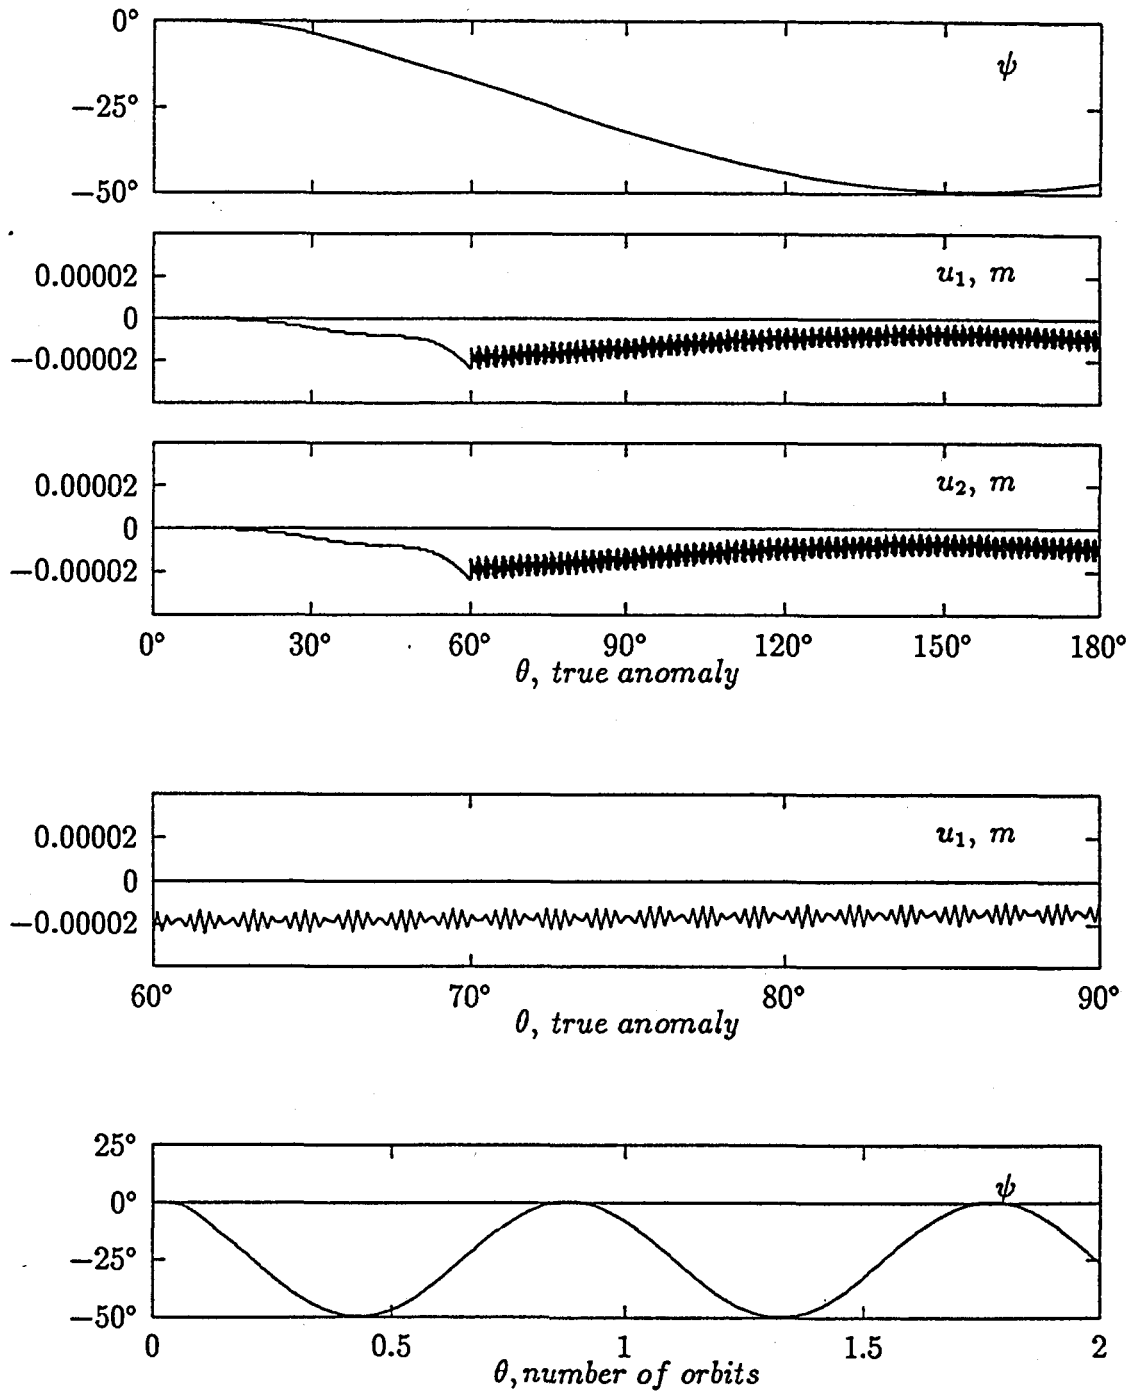 0°
ψ
−25°
−50°
0.00002
u₁, m
0
−0.00002
0.00002
u₂, m
0
−0.00002
0° 30° 60° 90° 120° 150° 180°
θ, true anomaly
0.00002
u₁, m
0
−0.00002
60° 70° 80° 90°
θ, true anomaly
25°
0°
ψ
−25°
−50°
0 0.5 1 1.5 2
θ, number of orbits